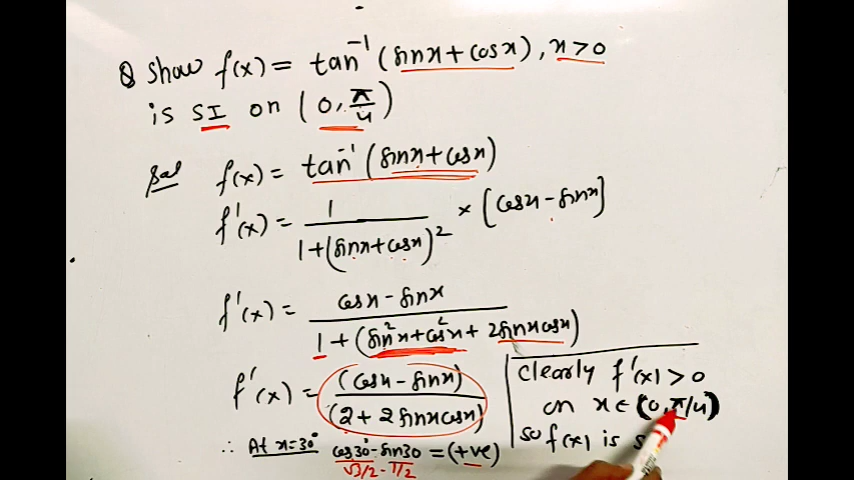 Q Show f(x) = tan⁻¹ (sinx + cosx), x>0
is SI on (0, π/4)
Sol f(x) = tan⁻¹ (sinx + cosx)
f'(x) = 1/(1+(sinx+cosx)²) × [cosx - sinx]
f'(x) = (cosx - sinx)/(1 + (sin²x+cos²x + 2sinxcosx))
f'(x) = (cosx - sinx)/(2 + 2sinxcosx)
∴ At x=30° cos30° - sin30 = (+ve)
√3/2 - 1/2
clearly f'(x) > 0
on x ∈ (0, π/4)
so f(x) is S